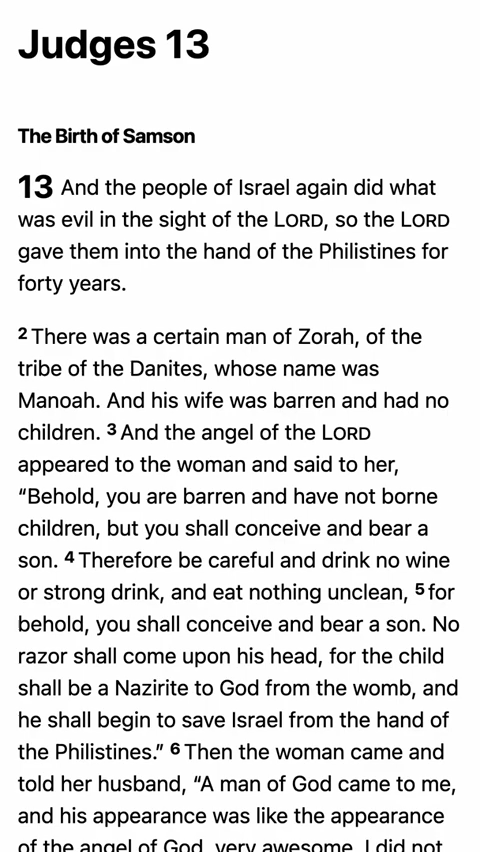 Judges 13
The Birth of Samson
13 And the people of Israel again did what
was evil in the sight of the LORD, so the LORD
gave them into the hand of the Philistines for
forty years.
2 There was a certain man of Zorah, of the
tribe of the Danites, whose name was
Manoah. And his wife was barren and had no
children. 3 And the angel of the LORD
appeared to the woman and said to her,
“Behold, you are barren and have not borne
children, but you shall conceive and bear a
son. 4 Therefore be careful and drink no wine
or strong drink, and eat nothing unclean, 5 for
behold, you shall conceive and bear a son. No
razor shall come upon his head, for the child
shall be a Nazirite to God from the womb, and
he shall begin to save Israel from the hand of
the Philistines.” 6 Then the woman came and
told her husband, “A man of God came to me,
and his appearance was like the appearance
of the angel of God, very awesome. I did not